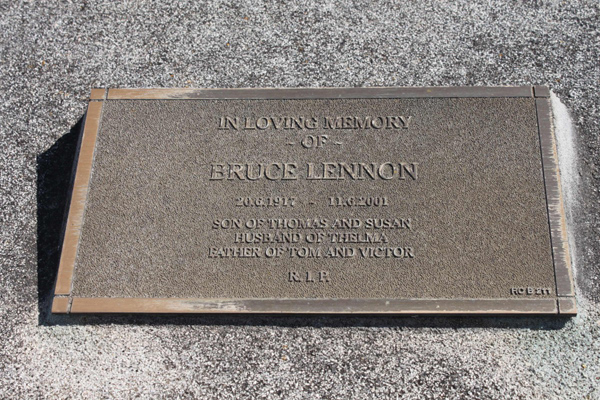 IN LOVING MEMORY
~ OF ~
BRUCE LENNON
20.6.1917 - 11.6.2001
SON OF THOMAS AND SUSAN
HUSBAND OF THELMA
FATHER OF TOM AND VICTOR
R.I.P.